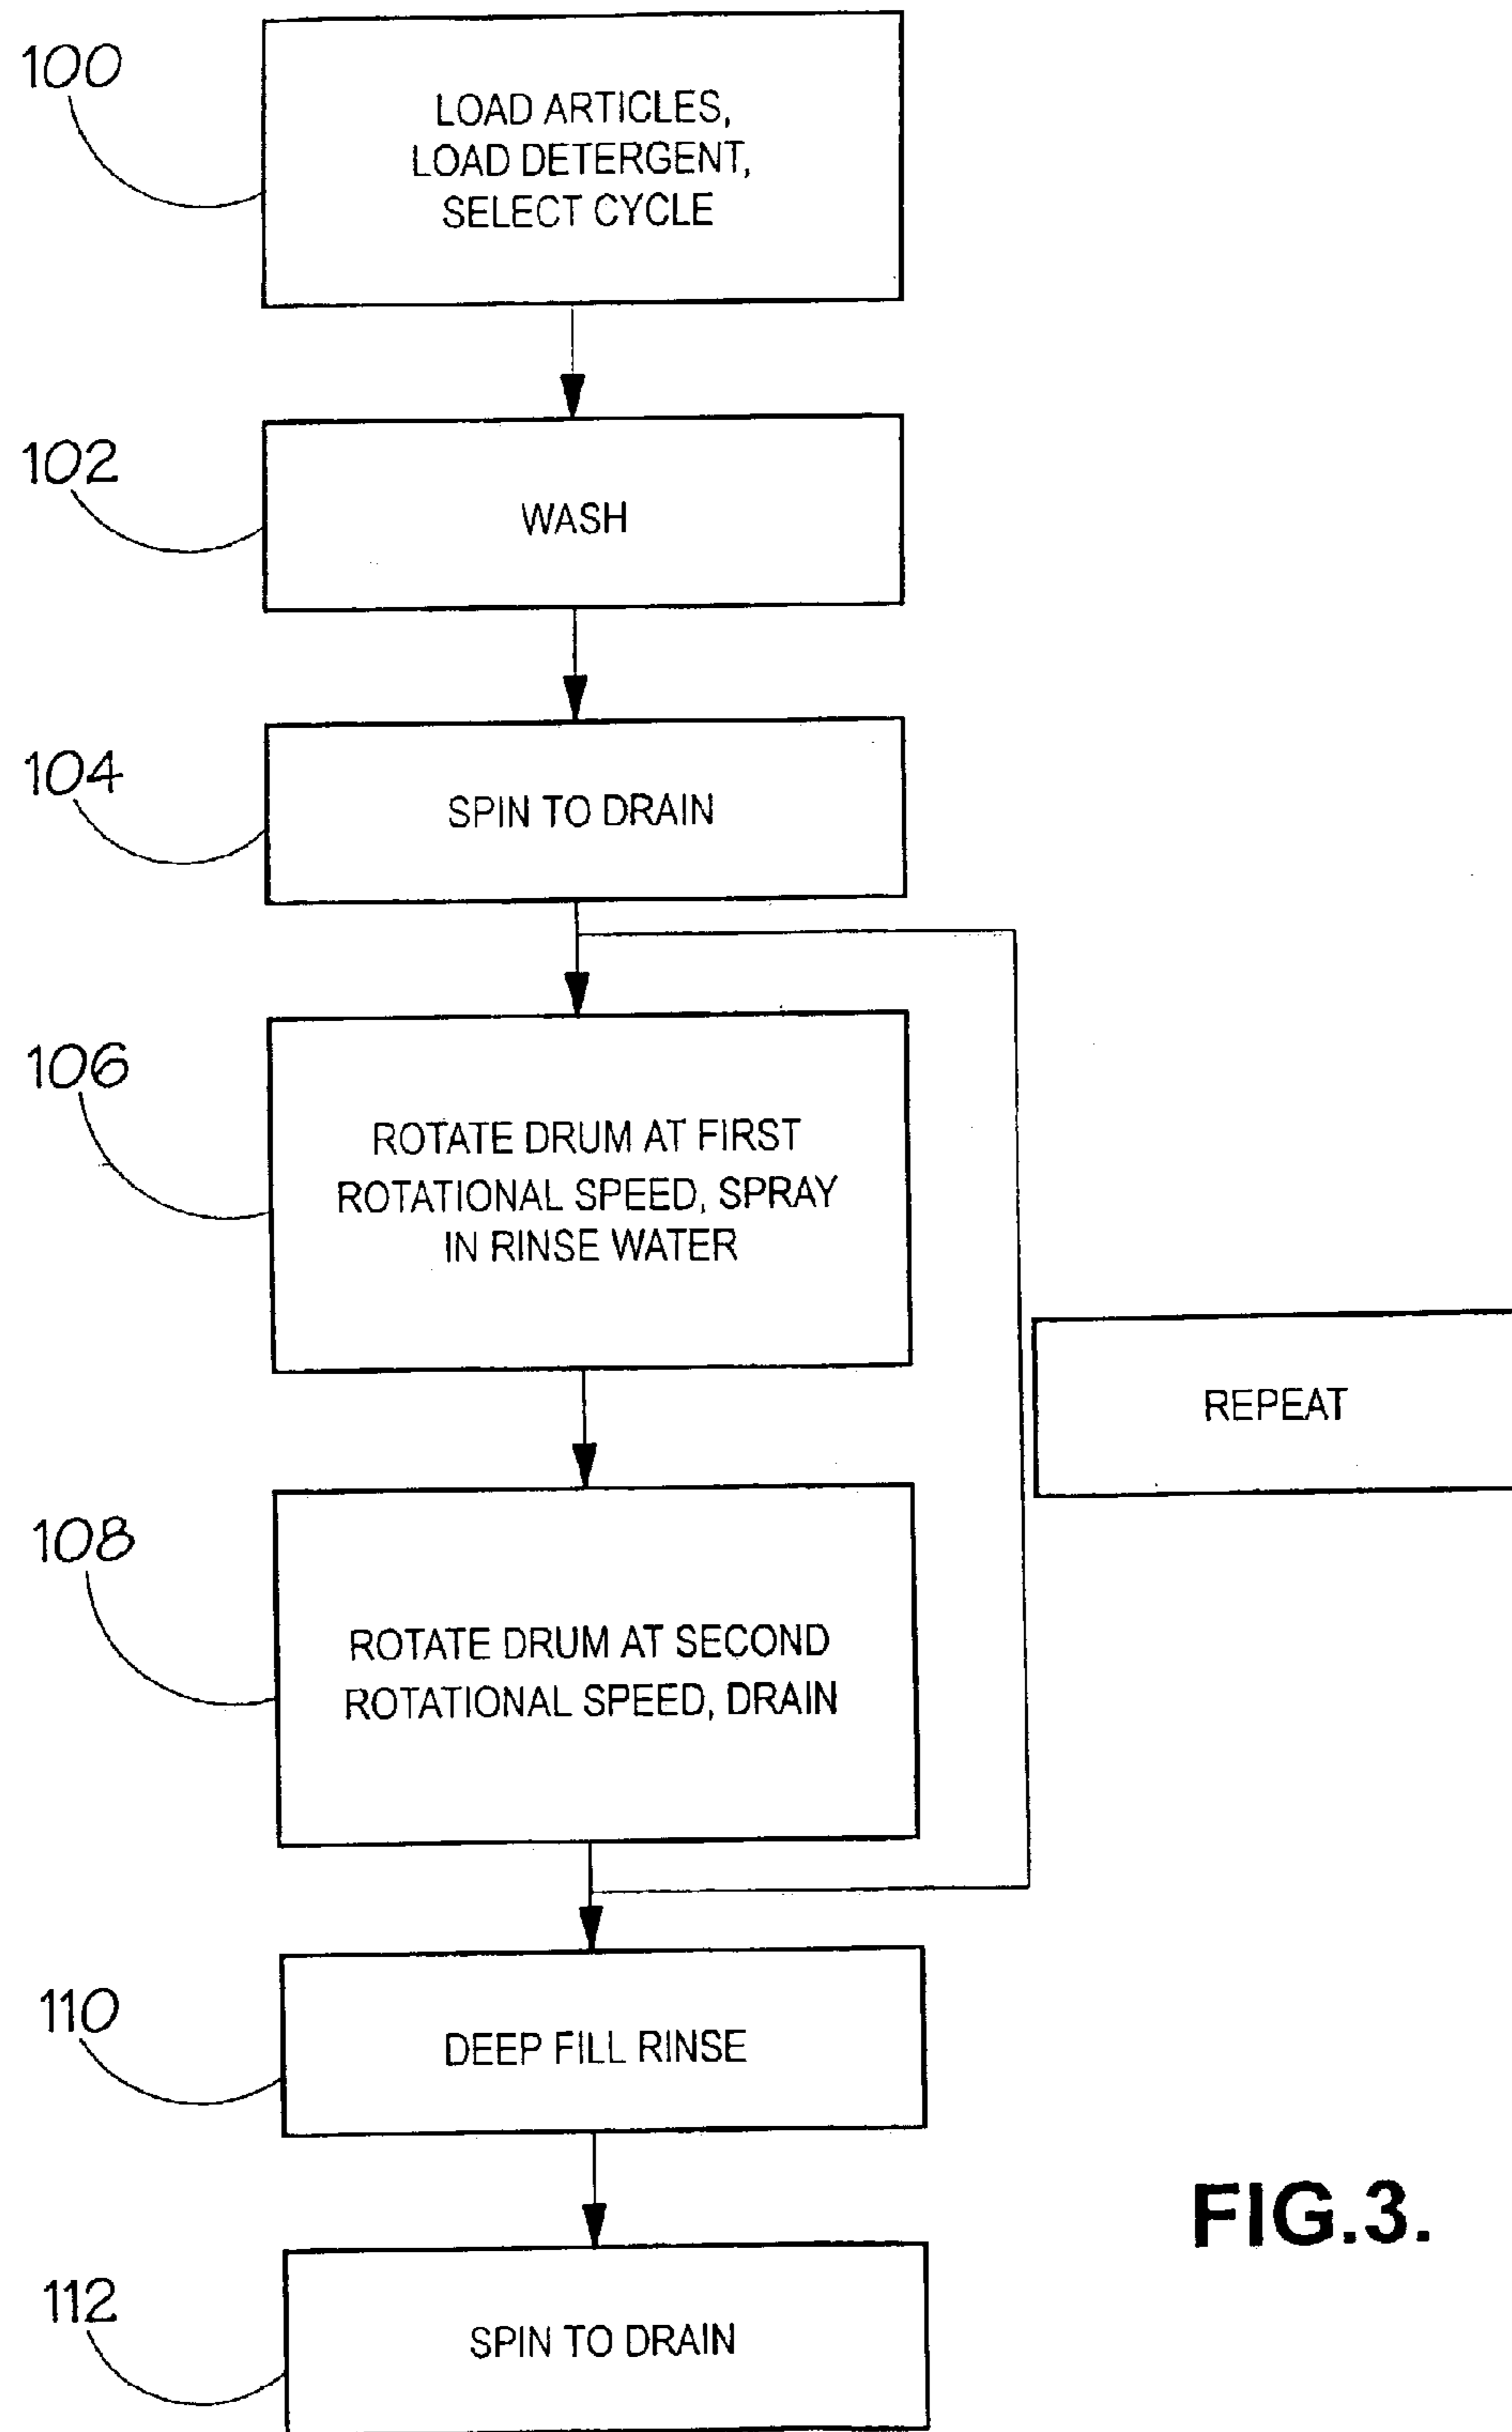 100
LOAD ARTICLES,
LOAD DETERGENT,
SELECT CYCLE
102
WASH
104
SPIN TO DRAIN
106
ROTATE DRUM AT FIRST
ROTATIONAL SPEED, SPRAY
IN RINSE WATER
REPEAT
108
ROTATE DRUM AT SECOND
ROTATIONAL SPEED, DRAIN
110
DEEP FILL RINSE
112
SPIN TO DRAIN
FIG.3.